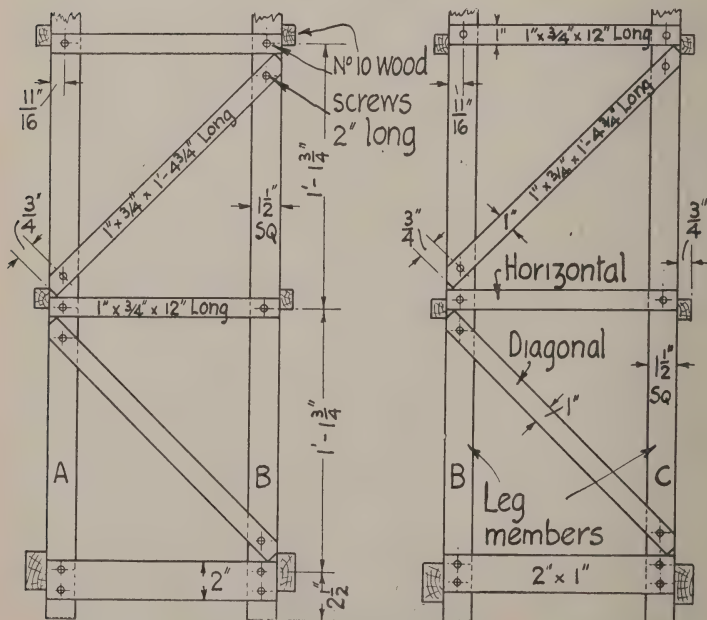 11"
16
Nº 10 Wood
screws
2" long
1" x 3/4" x 1'- 4 3/4" Long
1'- 1 3/4"
3"
4
1 1/2"
SQ
1" x 3/4" x 12" Long
1'- 1 3/4"
A
B
2"
2 1/2"
1"
1" x 3/4" x 12" Long
11"
16
1" x 3/4" x 1'- 4 3/4" Long
3"
4
1"
3"
4
Horizontal
Diagonal
1"
1 1/2"
SQ
B
C
Leg
members
2" x 1"